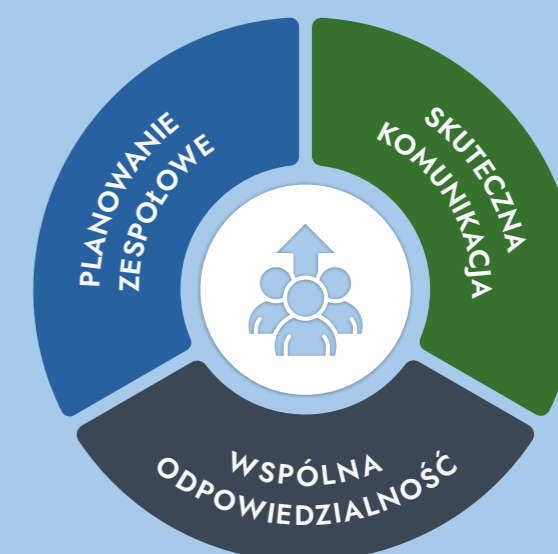 PLANOWANIE
ZESPOŁOWE
SKUTECZNA
KOMUNIKACJA
WSPÓLNA
ODPOWIEDZIALNOŚĆ